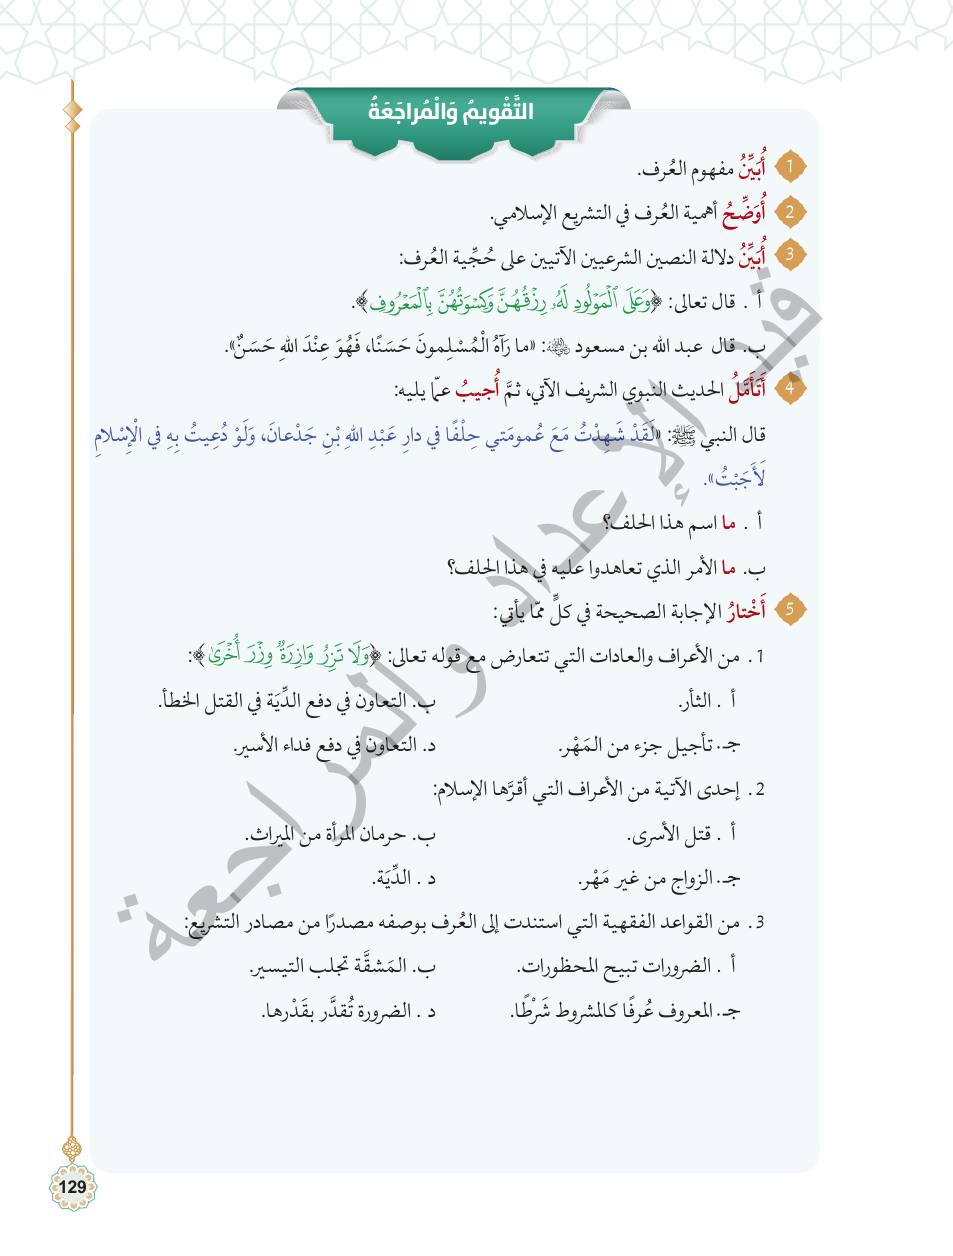 التَّقْويمُ وَالْمُراجَعَةُ
1 أُبَيِّنُ مفهوم العُرف.
2 أُوَضِّحُ أهمية العُرف في التشريع الإسلامي.
3 أُبَيِّنُ دلالة النصين الشرعيين الآتيين على حُجِّية العُرف:
أ . قال تعالى: ﴿وَعَلَى ٱلْمَوْلُودِ لَهُۥ رِزْقُهُنَّ وَكِسْوَتُهُنَّ بِٱلْمَعْرُوفِ﴾.
ب. قال عبد الله بن مسعود رضي الله عنه: «ما رَآهُ الْمُسْلِمونَ حَسَنًا، فَهُوَ عِنْدَ اللهِ حَسَنٌ».
4 أَتَأَمَّلُ الحديث النبوي الشريف الآتي، ثمَّ أُجيبُ عمّا يليه:
قال النبي ﷺ: «لَقَدْ شَهِدْتُ مَعَ عُمومَتي حِلْفًا في دارِ عَبْدِ اللهِ بْنِ جَدْعانَ، وَلَوْ دُعيتُ بِهِ في الْإِسْلامِ
لَأَجَبْتُ».
أ . ما اسم هذا الحلف؟
ب. ما الأمر الذي تعاهدوا عليه في هذا الحلف؟
5 أَخْتارُ الإجابة الصحيحة في كلٍّ ممّا يأتي:
1. من الأعراف والعادات التي تتعارض مع قوله تعالى: ﴿وَلَا تَزِرُ وَازِرَةٌ وِزْرَ أُخْرَىٰ﴾:
أ . الثأر. ب. التعاون في دفع الدِّيَة في القتل الخطأ.
جـ. تأجيل جزء من المَهْر. د. التعاون في دفع فداء الأسير.
2. إحدى الآتية من الأعراف التي أقرَّها الإسلام:
أ . قتل الأسرى. ب. حرمان المرأة من الميراث.
جـ. الزواج من غير مَهْر. د . الدِّيَة.
3. من القواعد الفقهية التي استندت إلى العُرف بوصفه مصدرًا من مصادر التشريع:
أ . الضرورات تبيح المحظورات. ب. المَشقَّة تجلب التيسير.
جـ. المعروف عُرفًا كالمشروط شَرْطًا. د . الضرورة تُقدَّر بقَدْرها.
قيد الإعداد والمراجعة
129